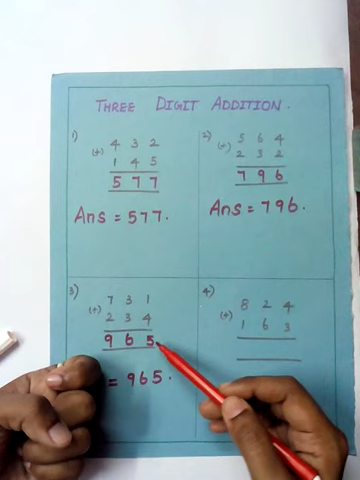 THREE DIGIT ADDITION.
1)
4 3 2
(+) 1 4 5
5 7 7
Ans = 577.
2)
5 6 4
(+) 2 3 2
7 9 6
Ans = 796.
3)
7 3 1
(+) 2 3 4
9 6 5
= 965.
4)
8 2 4
(+) 1 6 3